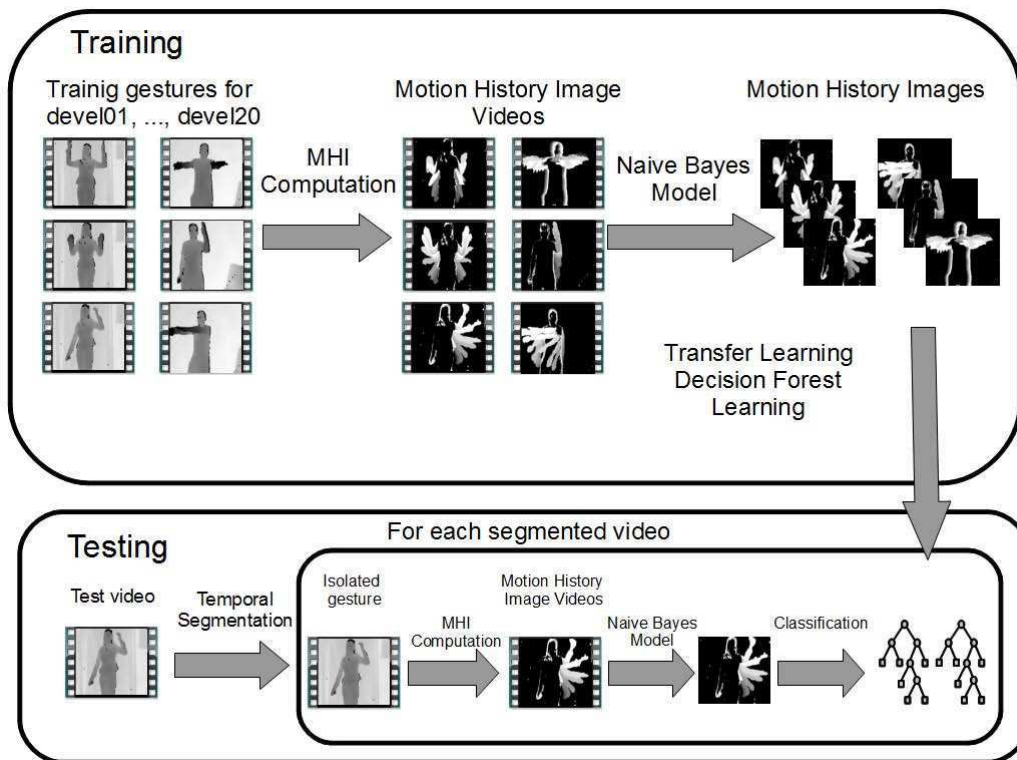 Training
Trainig gestures for
devel01, ..., devel20
MHI
Computation
Motion History Image
Videos
Naive Bayes
Model
Motion History Images
Transfer Learning
Decision Forest
Learning
Testing
For each segmented video
Test video
Temporal
Segmentation
Isolated
gesture
MHI
Computation
Motion History
Image Videos
Naive Bayes
Model
Classification